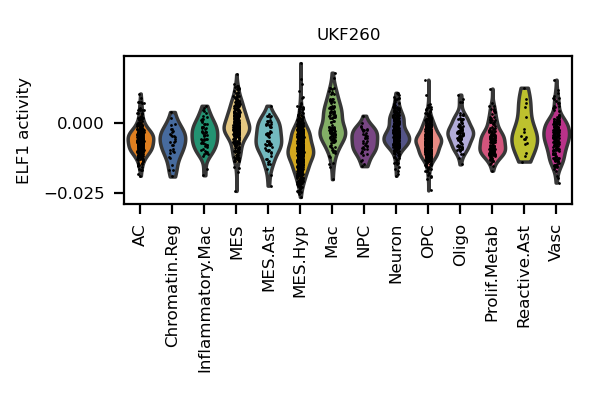 UKF260
ELF1 activity
0.000
−0.025
AC
Chromatin.Reg
Inflammatory.Mac
MES
MES.Ast
MES.Hyp
Mac
NPC
Neuron
OPC
Oligo
Prolif.Metab
Reactive.Ast
Vasc